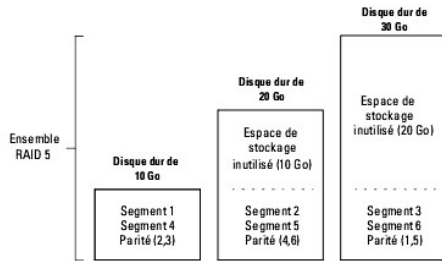 Ensemble
RAID 5
Disque dur de
10 Go
Segment 1
Segment 4
Parité (2,3)
Disque dur de
20 Go
Espace de
stockage
inutilisé (10 Go)
Segment 2
Segment 5
Parité (4,6)
Disque dur de
30 Go
Espace de
stockage
inutilisé (20 Go)
Segment 3
Segment 6
Parité (1,5)